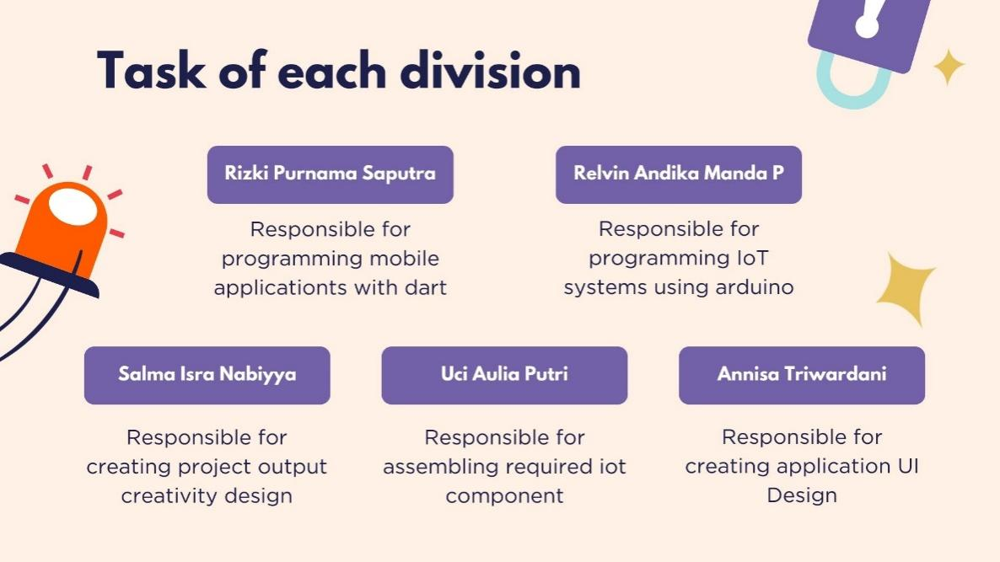 Task of each division
Rizki Purnama Saputra
Responsible for
programming mobile
applicationts with dart
Relvin Andika Manda P
Responsible for
programming IoT
systems using arduino
Salma Isra Nabiyya
Responsible for
creating project output
creativity design
Uci Aulia Putri
Responsible for
assembling required iot
component
Annisa Triwardani
Responsible for
creating application UI
Design